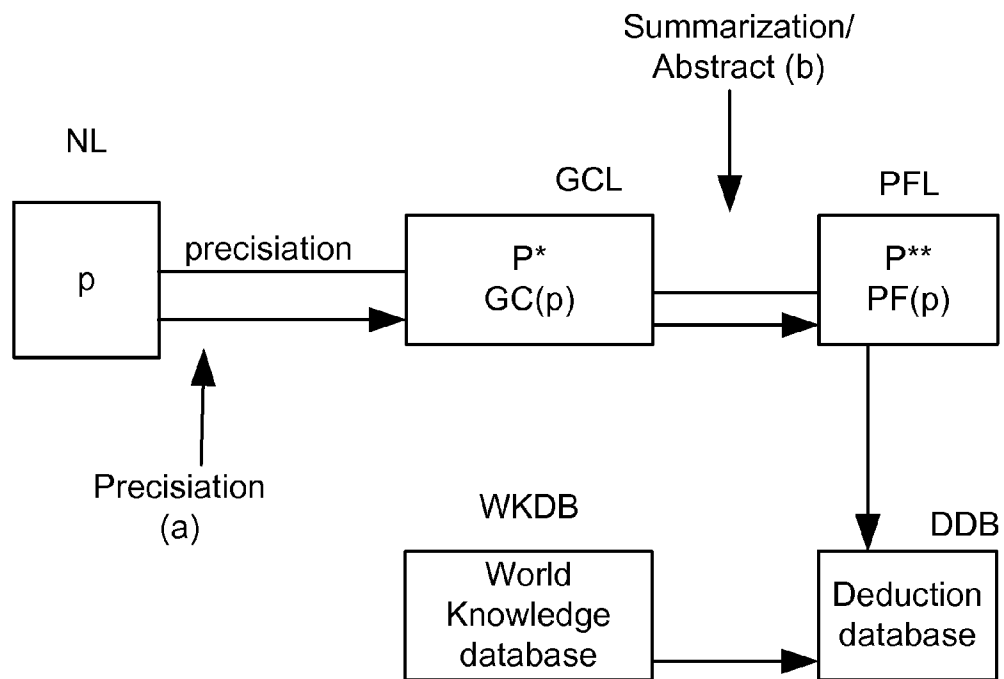 Summarization/
Abstract (b)
NL
GCL
PFL
p
precisiation
P*
GC(p)
P**
PF(p)
Precisiation
(a)
WKDB
DDB
World
Knowledge
database
Deduction
database